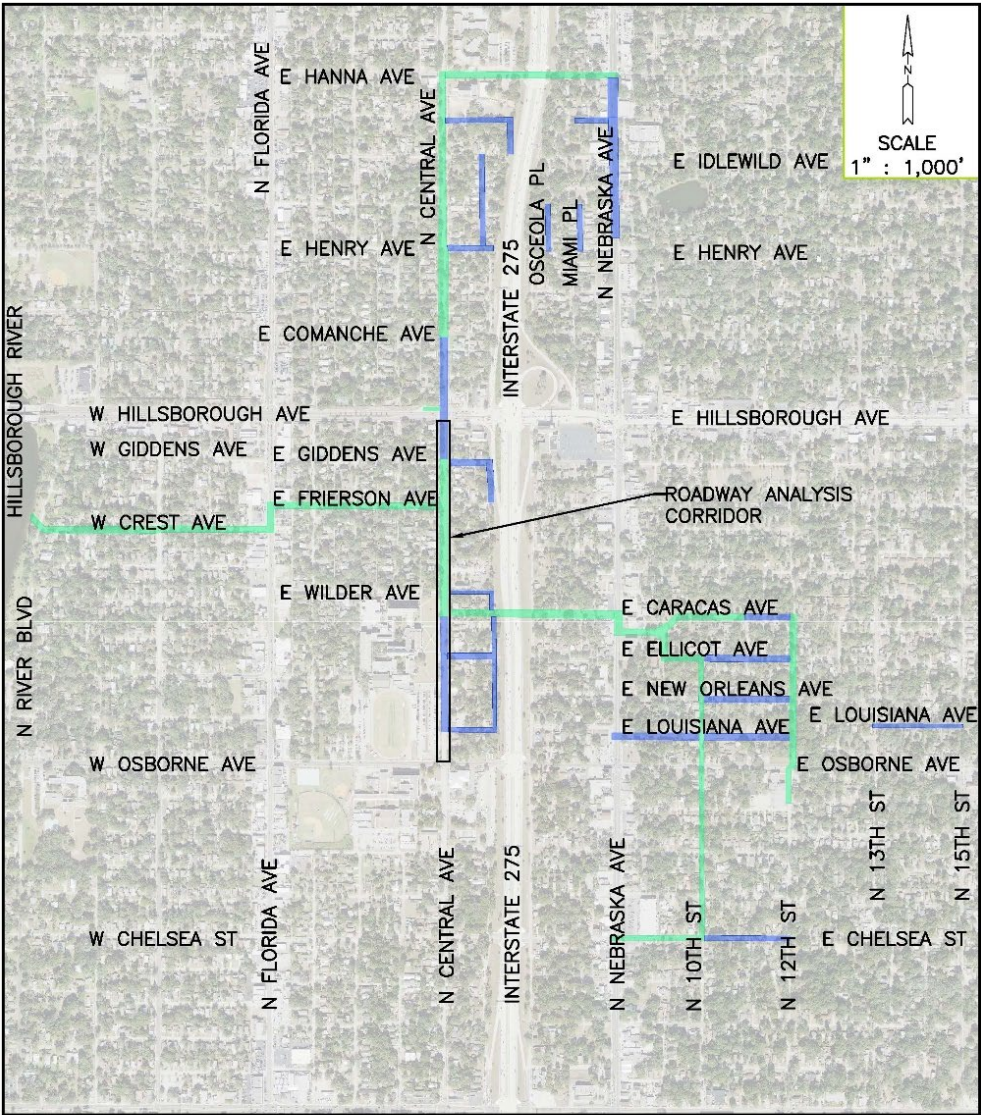 N
SCALE
1" : 1,000'
E HANNA AVE
N FLORIDA AVE
N CENTRAL AVE
E IDLEWILD AVE
OSCEOLA PL
MIAMI PL
N NEBRASKA AVE
E HENRY AVE
E HENRY AVE
INTERSTATE 275
E COMANCHE AVE
HILLSBOROUGH RIVER
W HILLSBOROUGH AVE
E HILLSBOROUGH AVE
W GIDDENS AVE
E GIDDENS AVE
E FRIERSON AVE
ROADWAY ANALYSIS
CORRIDOR
W CREST AVE
E WILDER AVE
E CARACAS AVE
N RIVER BLVD
E ELLICOT AVE
E NEW ORLEANS AVE
E LOUISIANA AVE
E LOUISIANA AVE
W OSBORNE AVE
E OSBORNE AVE
N 13TH ST
N 15TH ST
N FLORIDA AVE
N CENTRAL AVE
INTERSTATE 275
N NEBRASKA AVE
N 10TH ST
N 12TH ST
W CHELSEA ST
E CHELSEA ST